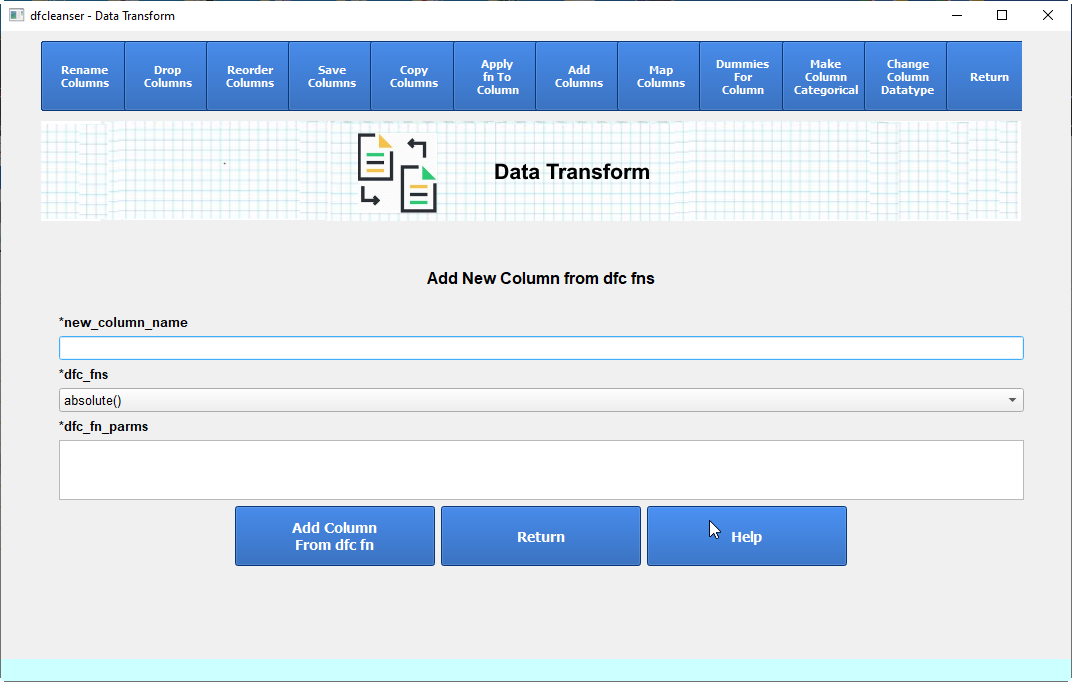 dfcleanser - Data Transform
Rename
Columns
Drop
Columns
Reorder
Columns
Save
Columns
Copy
Columns
Apply
fn To
Column
Add
Columns
Map
Columns
Dummies
For
Column
Make
Column
Categorical
Change
Column
Datatype
Return
Data Transform
Add New Column from dfc fns
*new_column_name
*dfc_fns
absolute()
*dfc_fn_parms
Add Column
From dfc fn
Return
Help